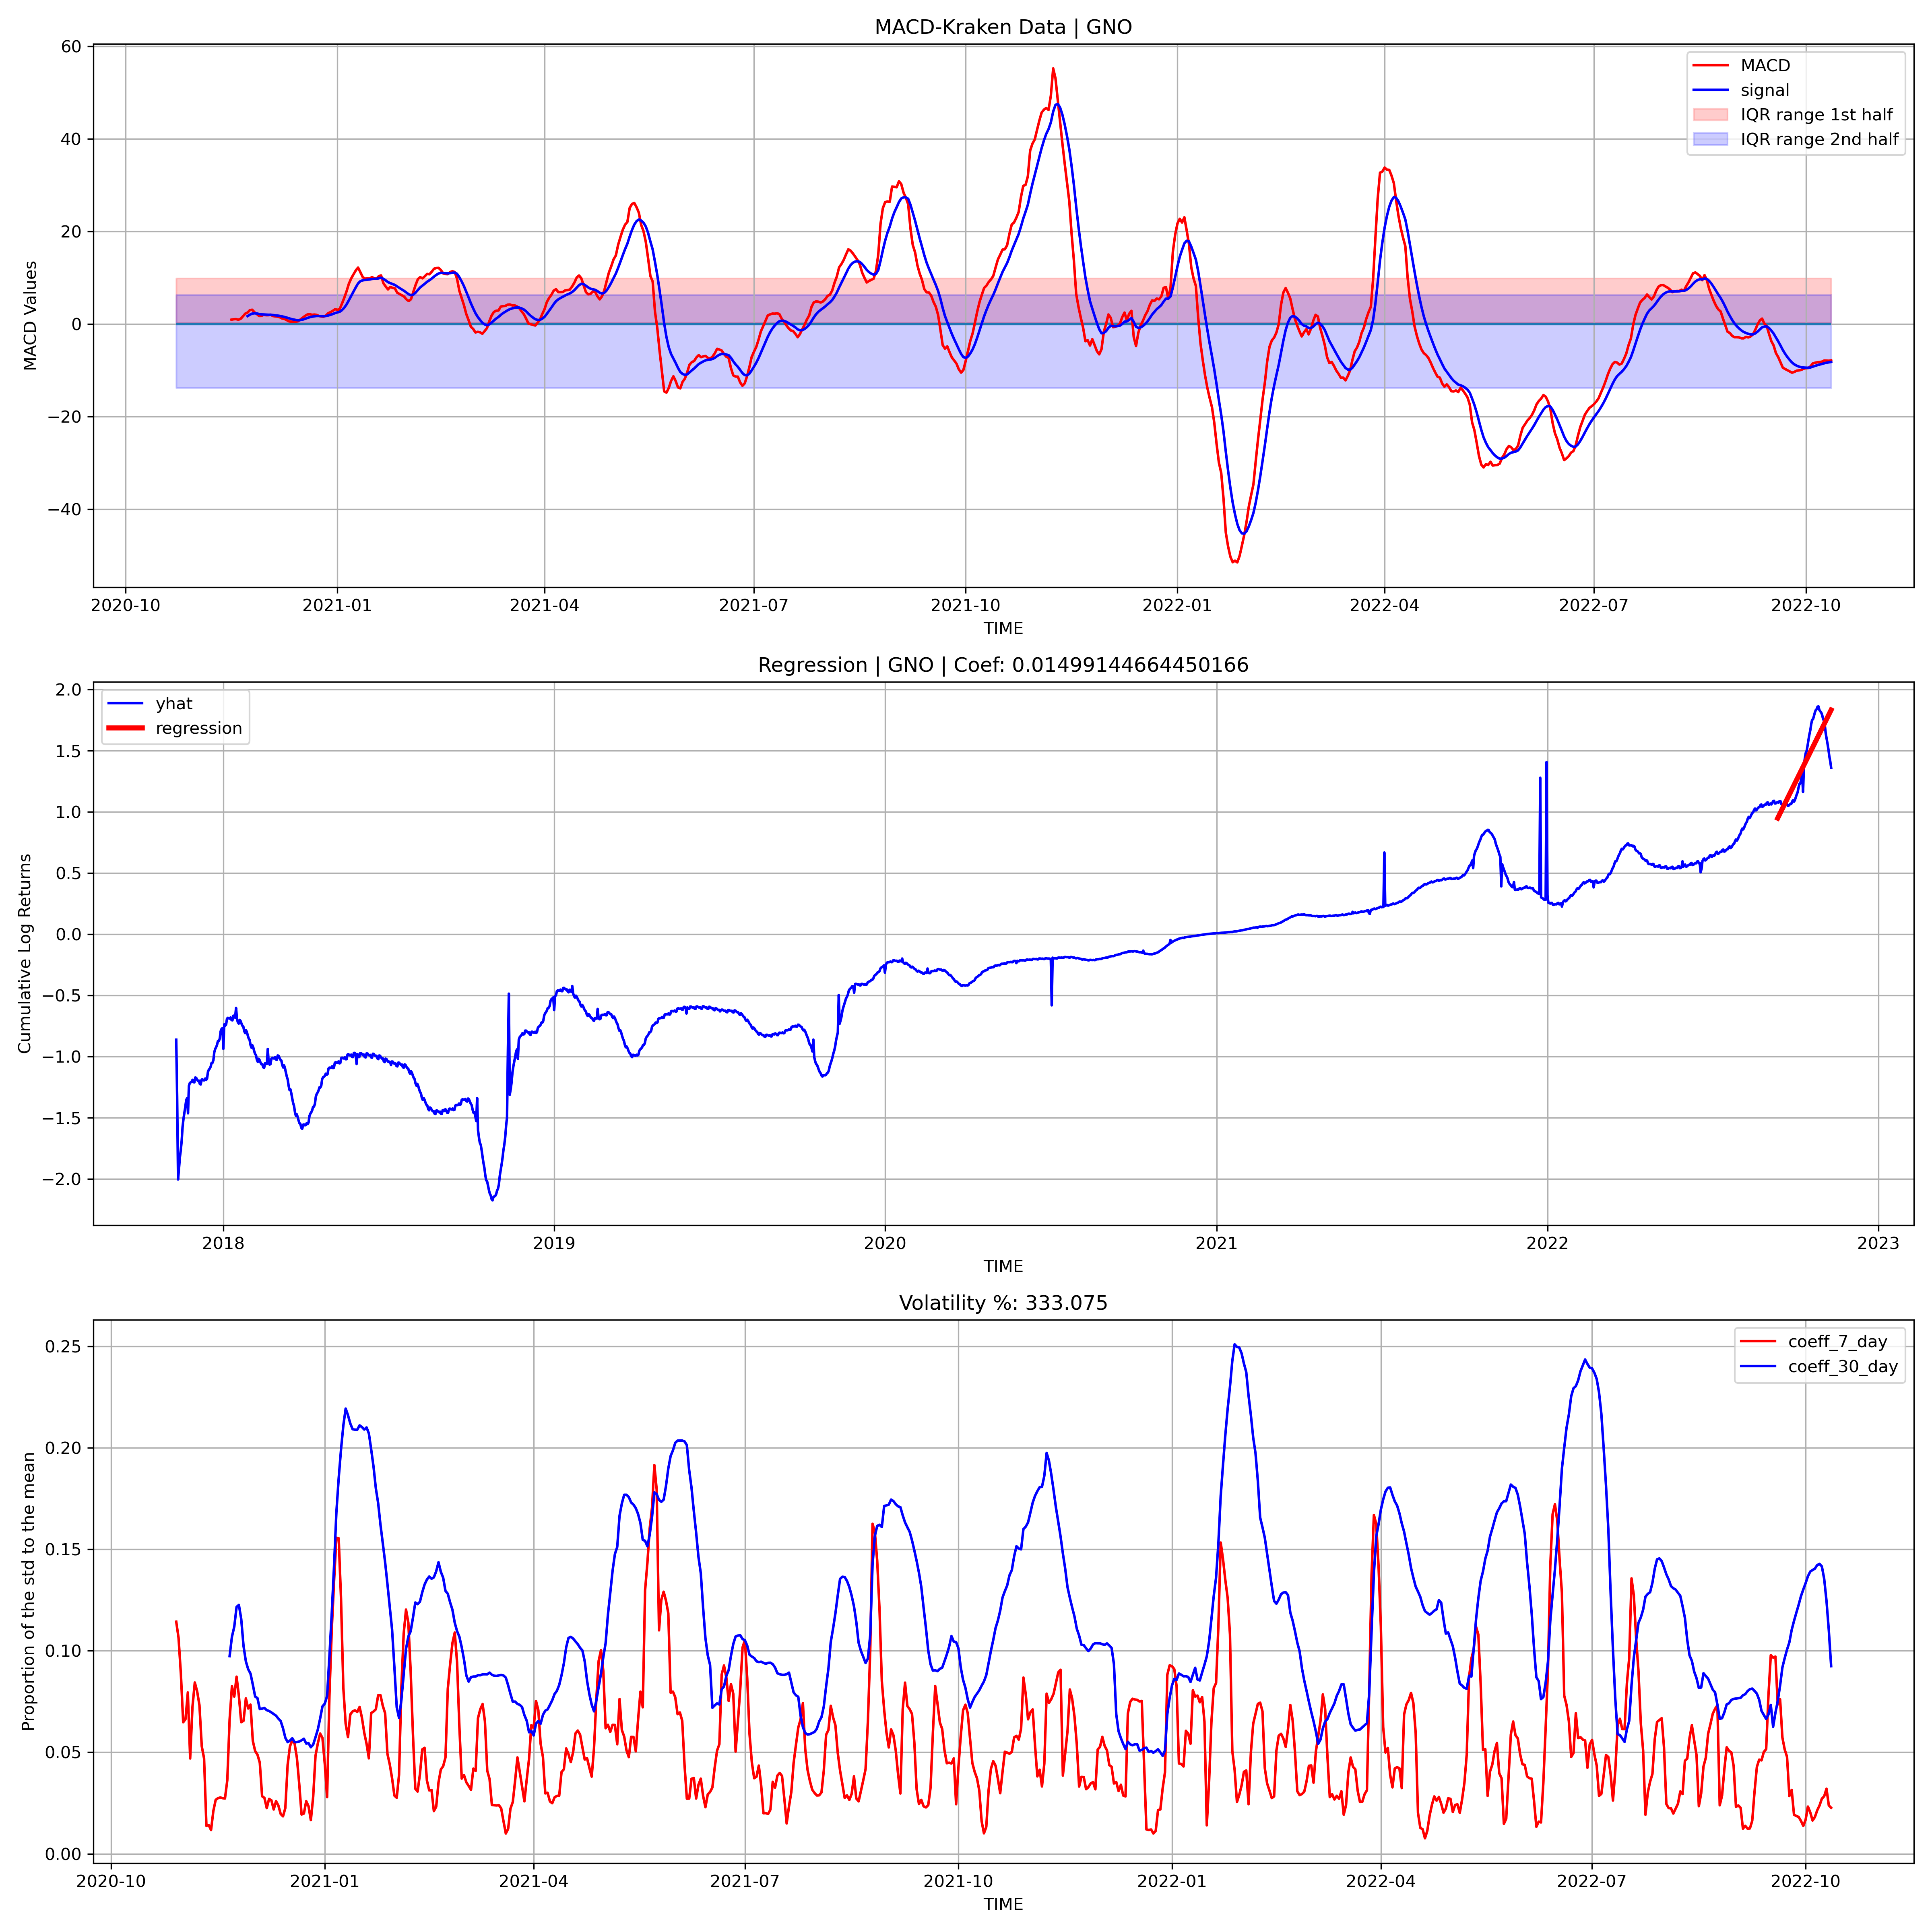 MACD-Kraken Data | GNO
MACD Values
60
40
20
0
−20
−40
MACD
signal
IQR range 1st half
IQR range 2nd half
2020-10 2021-01 2021-04 2021-07 2021-10 2022-01 2022-04 2022-07 2022-10
TIME
Regression | GNO | Coef: 0.01499144664450166
Cumulative Log Returns
2.0
1.5
1.0
0.5
0.0
−0.5
−1.0
−1.5
−2.0
yhat
regression
2018 2019 2020 2021 2022 2023
TIME
Volatility %: 333.075
Proportion of the std to the mean
0.25
0.20
0.15
0.10
0.05
0.00
coeff_7_day
coeff_30_day
2020-10 2021-01 2021-04 2021-07 2021-10 2022-01 2022-04 2022-07 2022-10
TIME